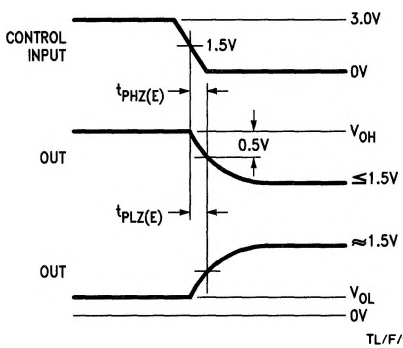 3.0V
CONTROL
INPUT
1.5V
0V
tPHZ(E)
VOH
OUT
0.5V
≤1.5V
tPLZ(E)
≈1.5V
OUT
VOL
0V
TL/F/